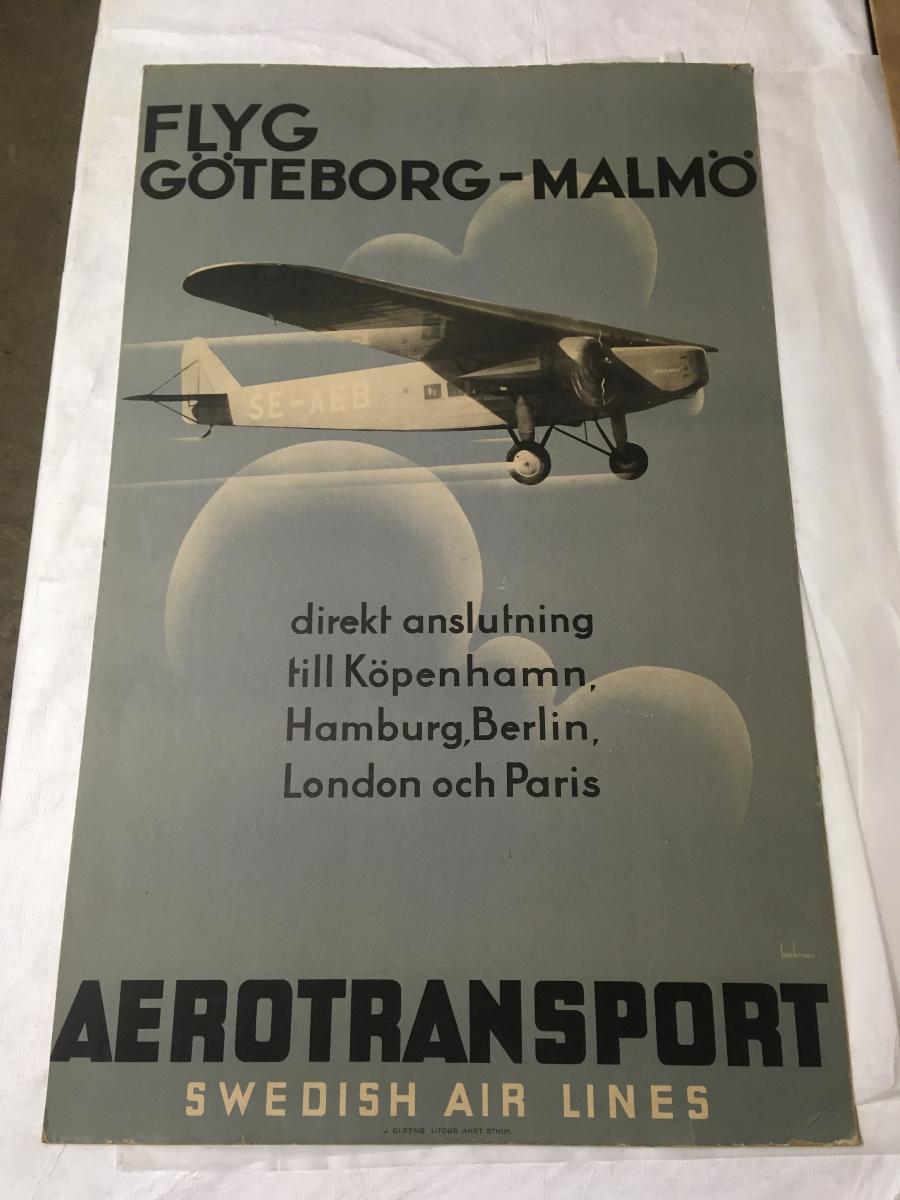 FLYG
GÖTEBORG-MALMÖ
SE-AEB
direkt anslutning
till Köpenhamn,
Hamburg, Berlin,
London och Paris
beckman
AEROTRANSPORT
SWEDISH AIR LINES
J. OLSENS LITOGR. ANST. STHLM.